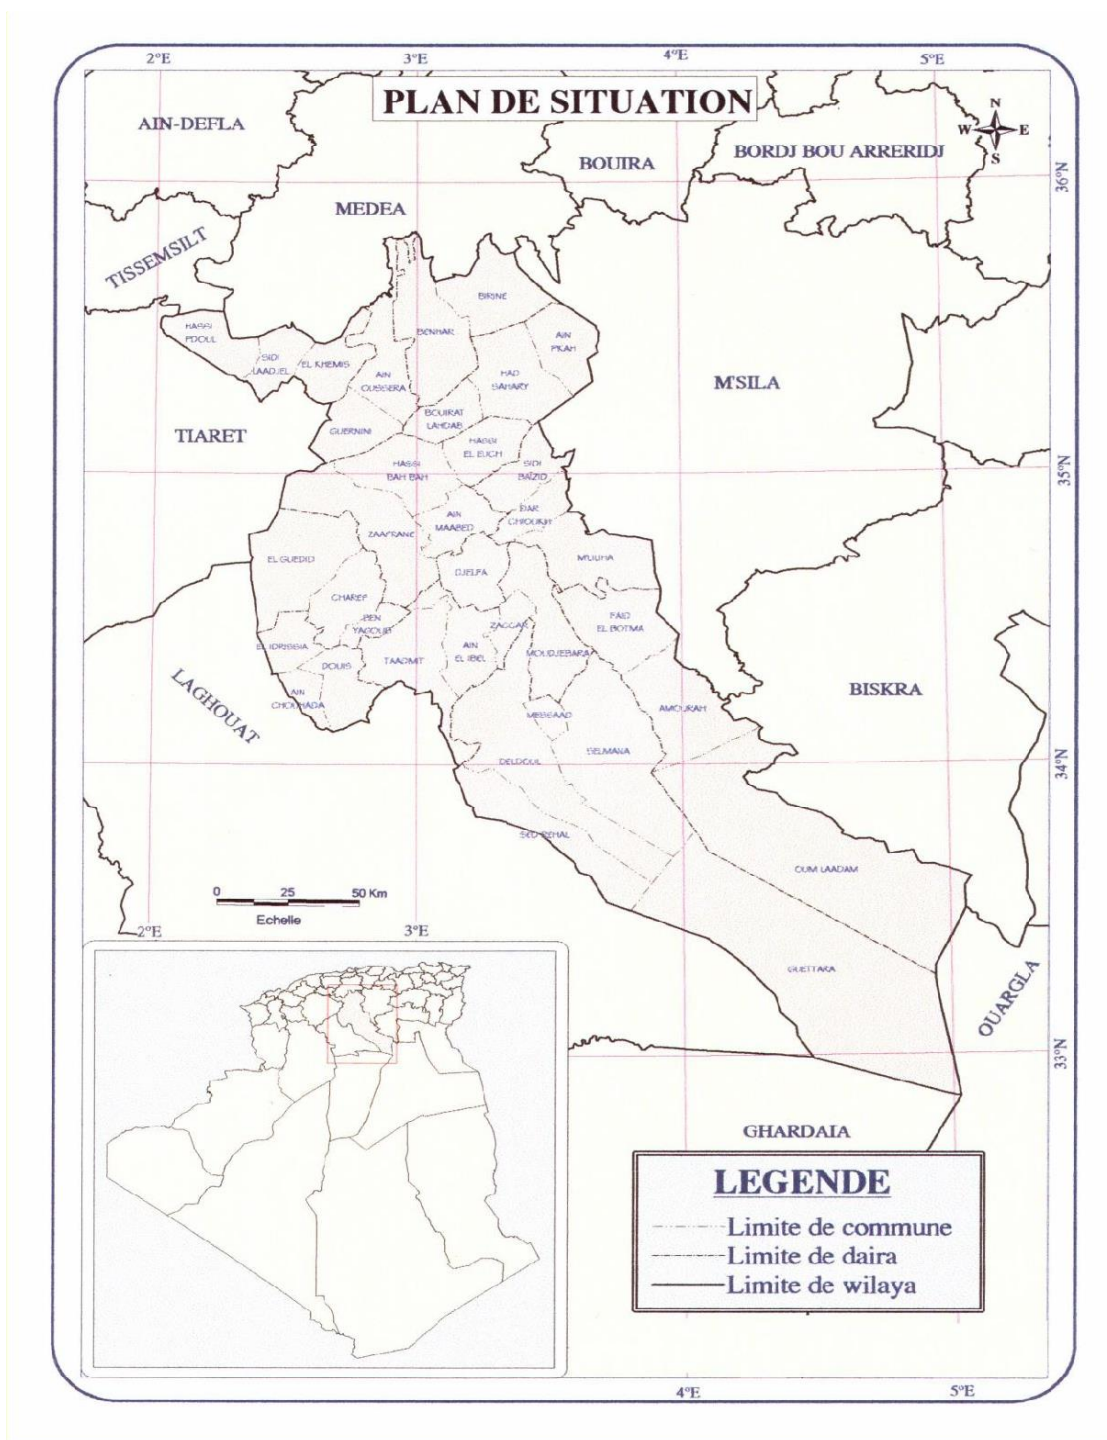 2°E 3°E 4°E 5°E
PLAN DE SITUATION
N
W E
S
AIN-DEFLA
BOUIRA
BORDJ BOU ARRERIDJ
36°N
MEDEA
TISSEMSILT
BIRINE
HASSI
BENHAR
AIN
SIDI
LAADJEL
EL KHEMIS
AIN
OUSSERA
HAD
SAHARY
M'SILA
TIARET
GUERNINI
BOUIRAT
LAHDAB
HASSI
EL EUCH
35°N
HASSI
BAH BAH
SIDI
BAIZID
DAR
CHIOUKH
AIN
MAABED
ZAAFRANE
EL GUEDID
DJELFA
M'LILIHA
CHAREF
BEN
YAGOUB
FAID
EL BOTMA
ZACCAR
EL IDRISSIA
DOUIS
TAADMIT
AIN
EL IBEL
MOUDJEBARA
LAGHOUAT
BISKRA
AIN
CHOUHADA
MESSAAD
AMOURAH
SELMANA
DELDOUL
34°N
SED REHAL
OUM LAADAM
0 25 50 Km
Echelle
2°E 3°E
GUETTARA
OUARGLA
33°N
GHARDAIA
LEGENDE
Limite de commune
Limite de daira
Limite de wilaya
4°E 5°E